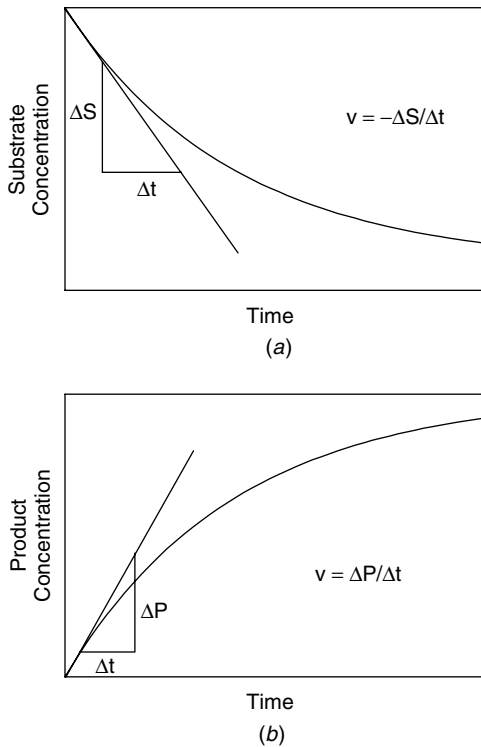 Substrate
Concentration
ΔS
Δt
v = −ΔS/Δt
Time
(a)
Product
Concentration
ΔP
Δt
v = ΔP/Δt
Time
(b)